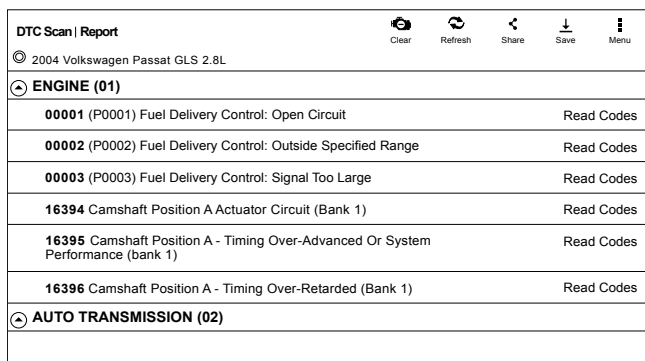 DTC Scan | Report
Clear Refresh Share Save Menu
2004 Volkswagen Passat GLS 2.8L
ENGINE (01)
00001 (P0001) Fuel Delivery Control: Open Circuit Read Codes
00002 (P0002) Fuel Delivery Control: Outside Specified Range Read Codes
00003 (P0003) Fuel Delivery Control: Signal Too Large Read Codes
16394 Camshaft Position A Actuator Circuit (Bank 1) Read Codes
16395 Camshaft Position A - Timing Over-Advanced Or System Read Codes
Performance (bank 1)
16396 Camshaft Position A - Timing Over-Retarded (Bank 1) Read Codes
AUTO TRANSMISSION (02)